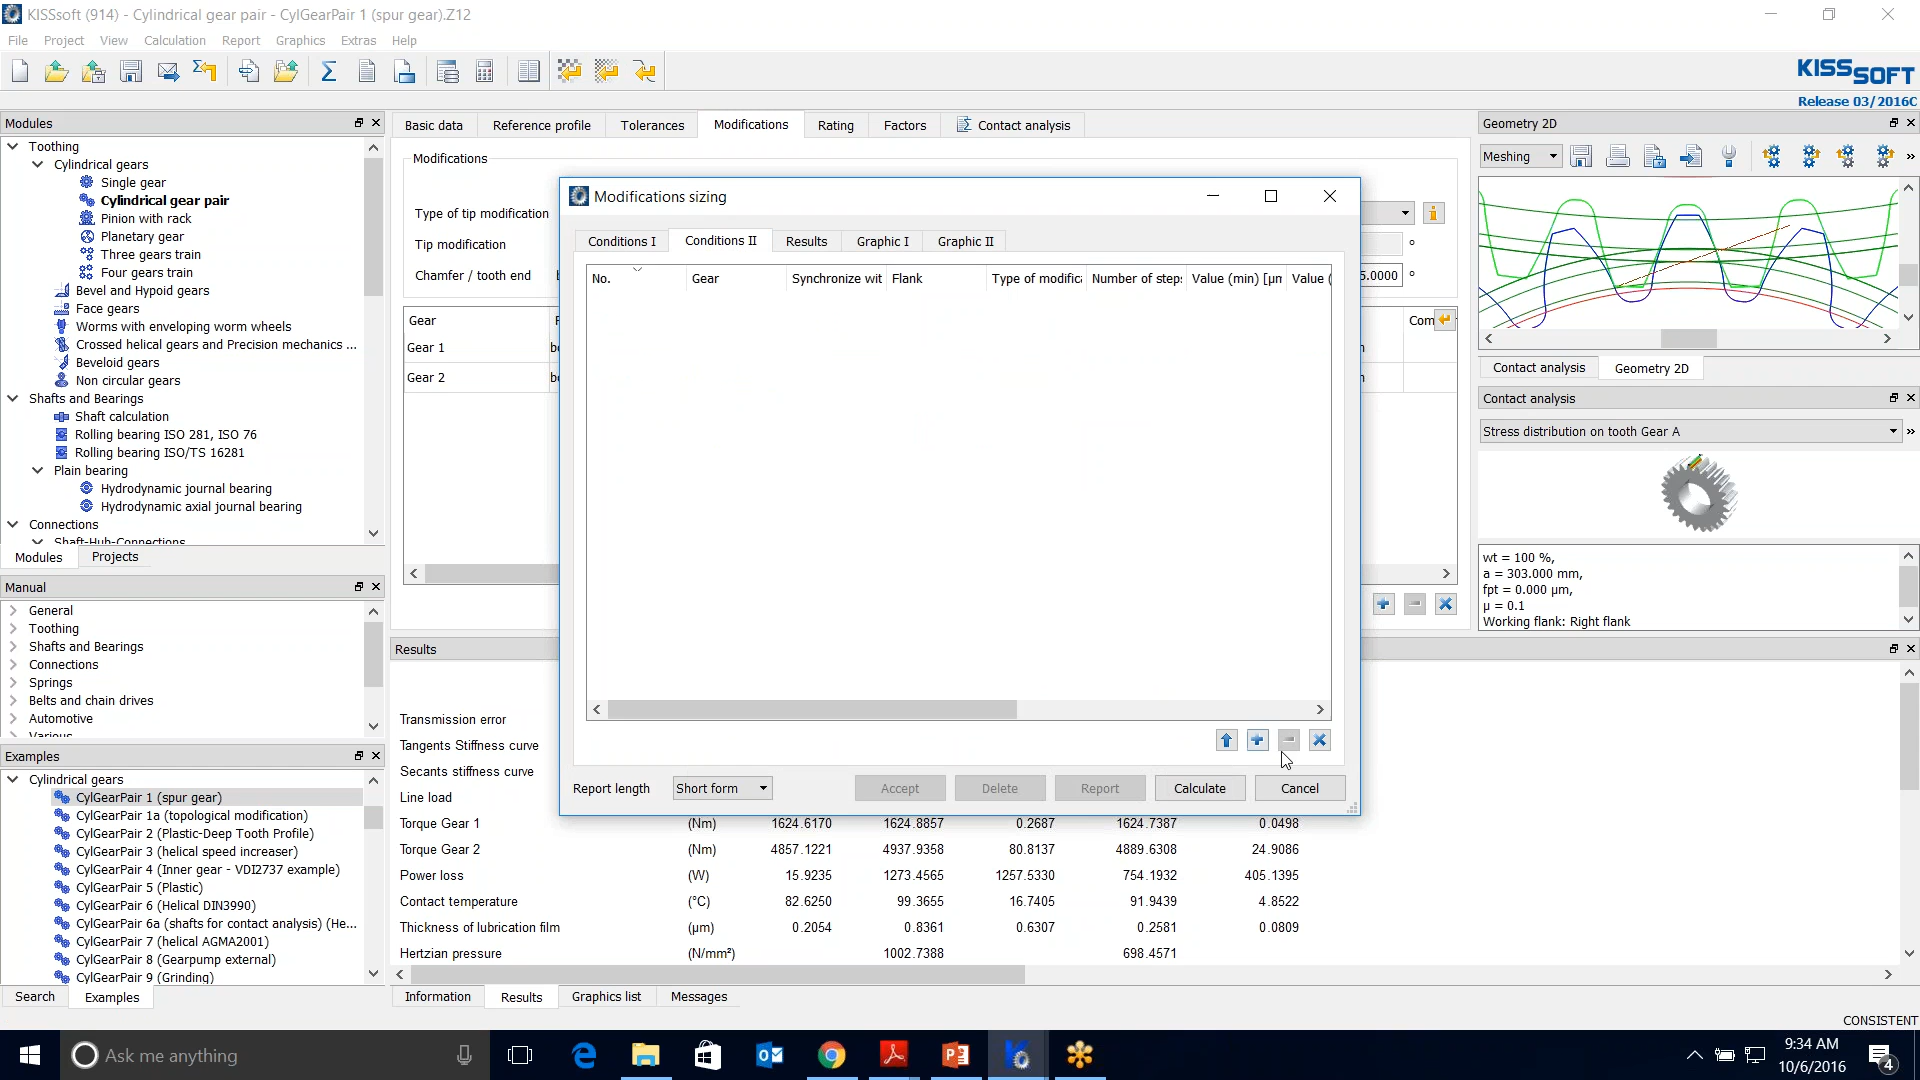 KISSsoft (914) - Cylindrical gear pair - CylGearPair 1 (spur gear).Z12
File Project View Calculation Report Graphics Extras Help
KISSSOFT
Release 03/2016C
Modules
Toothing
Cylindrical gears
Single gear
Cylindrical gear pair
Pinion with rack
Planetary gear
Three gears train
Four gears train
Bevel and Hypoid gears
Face gears
Worms with enveloping worm wheels
Crossed helical gears and Precision mechanics ...
Beveloid gears
Non circular gears
Shafts and Bearings
Shaft calculation
Rolling bearing ISO 281, ISO 76
Rolling bearing ISO/TS 16281
Plain bearing
Hydrodynamic journal bearing
Hydrodynamic axial journal bearing
Connections
Shaft-Hub-Connections
Modules Projects
Manual
General
Toothing
Shafts and Bearings
Connections
Springs
Belts and chain drives
Automotive
Various
Examples
Cylindrical gears
CylGearPair 1 (spur gear)
CylGearPair 1a (topological modification)
CylGearPair 2 (Plastic-Deep Tooth Profile)
CylGearPair 3 (helical speed increaser)
CylGearPair 4 (Inner gear - VDI2737 example)
CylGearPair 5 (Plastic)
CylGearPair 6 (Helical DIN3990)
CylGearPair 6a (shafts for contact analysis) (He...
CylGearPair 7 (helical AGMA2001)
CylGearPair 8 (Gearpump external)
CylGearPair 9 (Grinding)
Search Examples
Basic data Reference profile Tolerances Modifications Rating Factors Contact analysis
Modifications
Type of tip modification
Tip modification °
Chamfer / tooth end 5.0000 °
Gear Com
Gear 1
Gear 2
Modifications sizing
Conditions I Conditions II Results Graphic I Graphic II
No. Gear Synchronize wit Flank Type of modific Number of step: Value (min) [µn Value (
Report length Short form Accept Delete Report Calculate Cancel
Results
Transmission error
Tangents Stiffness curve
Secants stiffness curve
Line load
Torque Gear 1 (Nm) 1624.6170 1624.8857 0.2687 1624.7387 0.0498
Torque Gear 2 (Nm) 4857.1221 4937.9358 80.8137 4889.6308 24.9086
Power loss (W) 15.9235 1273.4565 1257.5330 754.1932 405.1395
Contact temperature (°C) 82.6250 99.3655 16.7405 91.9439 4.8522
Thickness of lubrication film (µm) 0.2054 0.8361 0.6307 0.2581 0.0809
Hertzian pressure (N/mm²) 1002.7388 698.4571
Information Results Graphics list Messages
Geometry 2D
Meshing »
Contact analysis Geometry 2D
Contact analysis
Stress distribution on tooth Gear A »
wt = 100 %,
a = 303.000 mm,
fpt = 0.000 µm,
µ = 0.1
Working flank: Right flank
CONSISTENT
Ask me anything
9:34 AM
10/6/2016
4